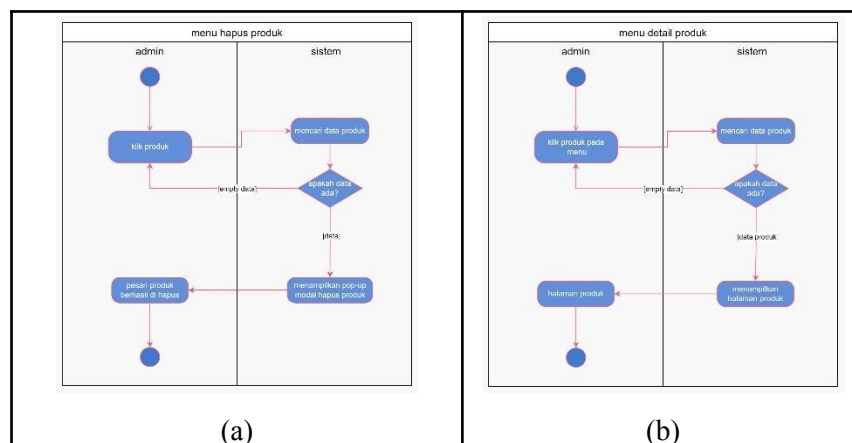 menu hapus produk
admin
sistem
klik produk
mencari data produk
apakah data
ada?
[empty data]
[data]
menampilkan pop-up
modal hapus produk
pesan produk
berhasil di hapus
(a)
menu detail produk
admin
sistem
klik produk pada
menu
mencari data produk
apakah data
ada?
[empty data]
[data produk
menampilkan
halaman produk
halaman produk
(b)